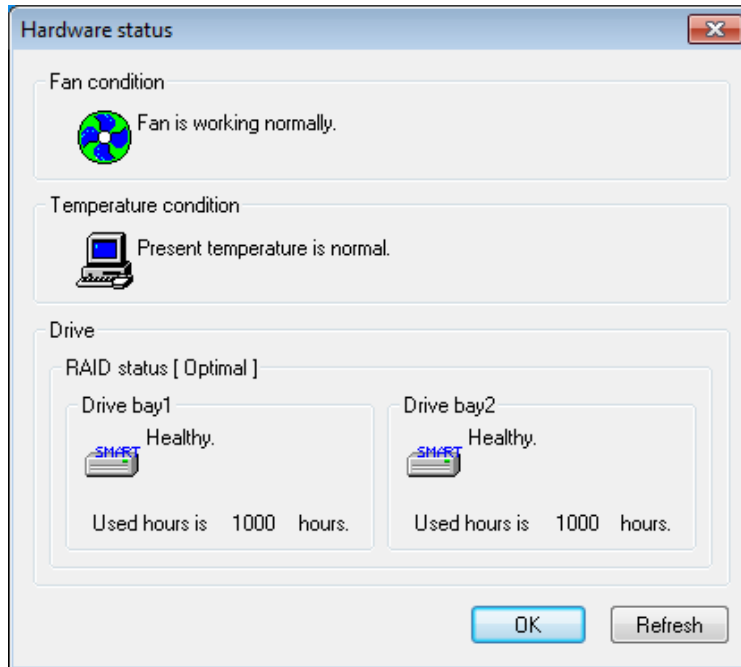 Hardware status
Fan condition
Fan is working normally.
Temperature condition
Present temperature is normal.
Drive
RAID status [ Optimal ]
Drive bay1
SMART
Healthy.
Used hours is 1000 hours.
Drive bay2
SMART
Healthy.
Used hours is 1000 hours.
OK
Refresh